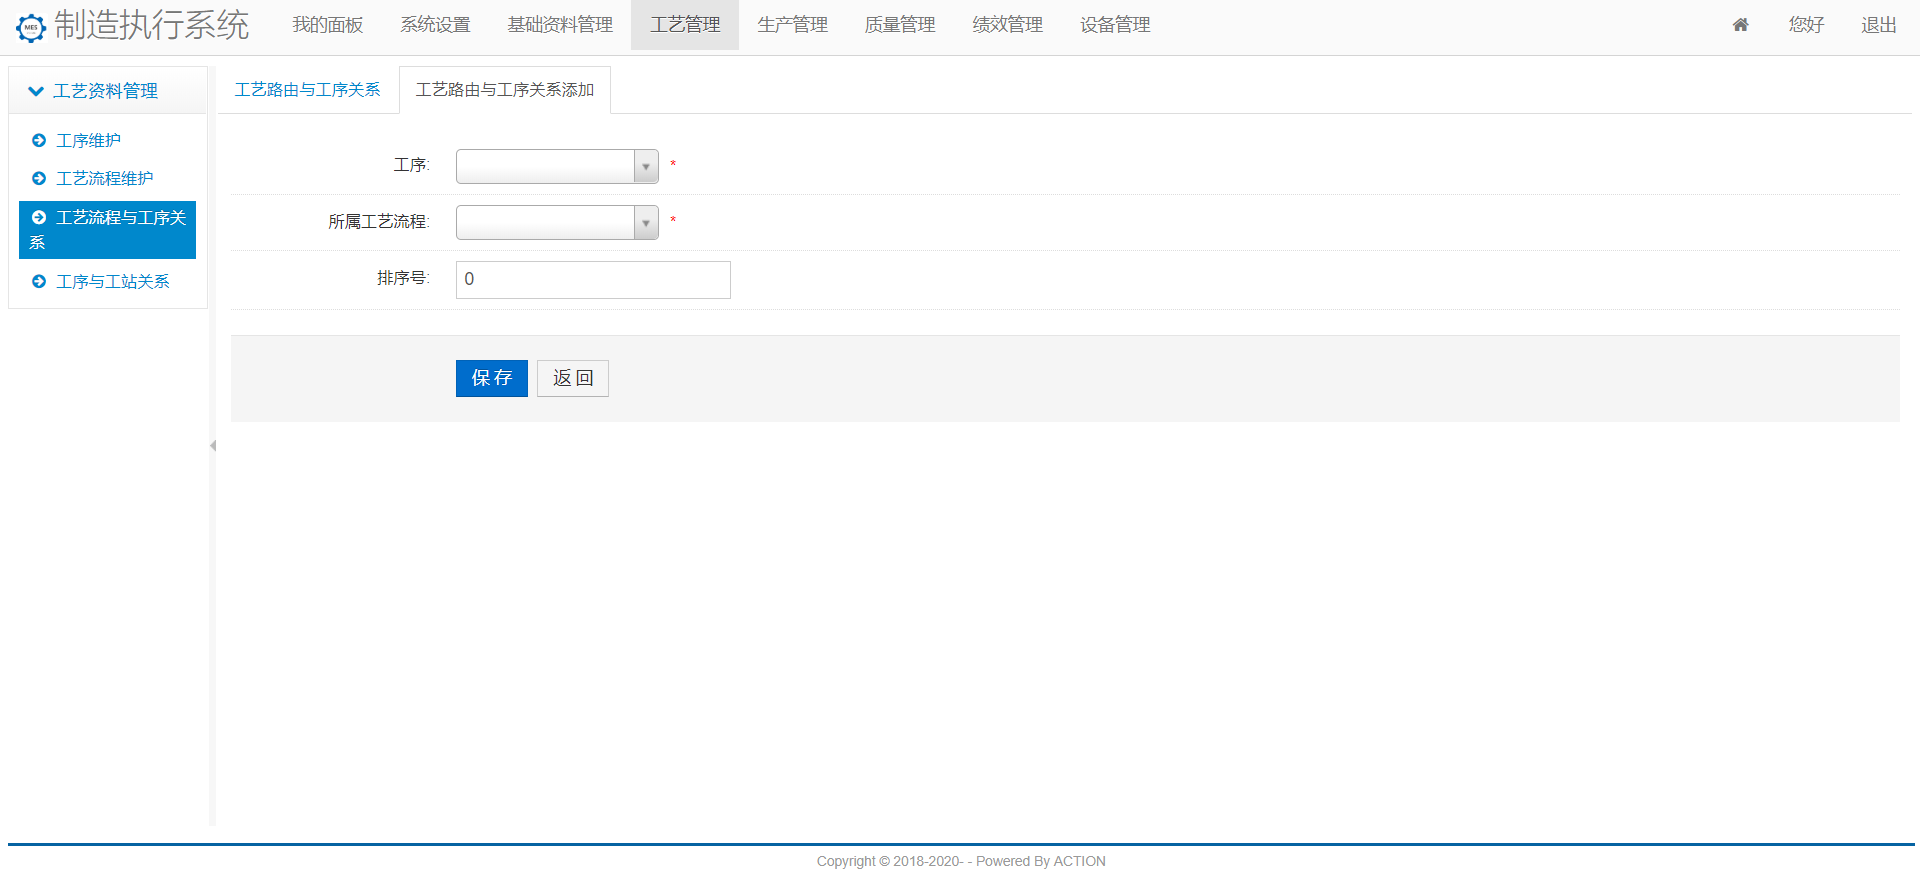 MES
制造执行系统
我的面板 系统设置 基础资料管理 工艺管理 生产管理 质量管理 绩效管理 设备管理 您好 退出
工艺资料管理
工序维护
工艺流程维护
工艺流程与工序关
系
工序与工站关系
工艺路由与工序关系 工艺路由与工序关系添加
工序: *
所属工艺流程: *
排序号: 0
保 存 返 回
Copyright © 2018-2020- - Powered By ACTION